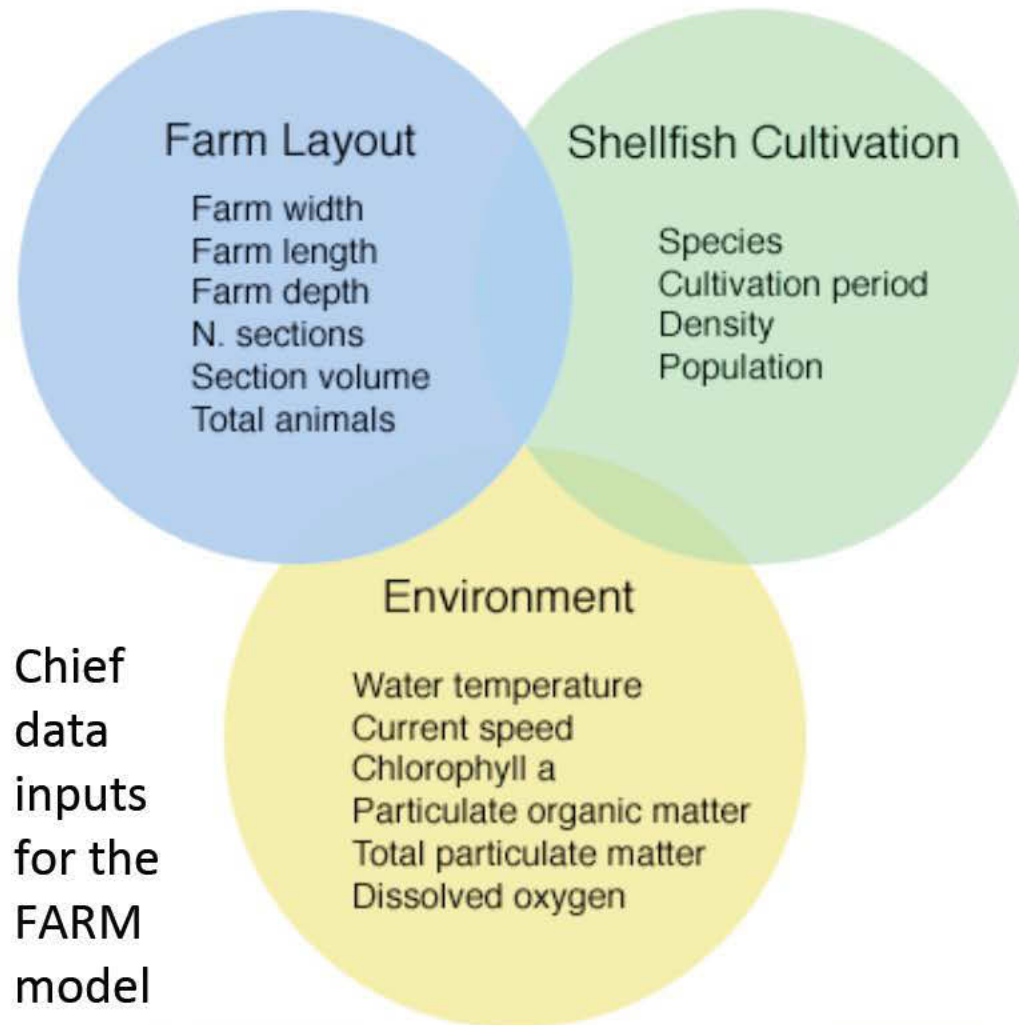 Farm Layout
Farm width
Farm length
Farm depth
N. sections
Section volume
Total animals
Shellfish Cultivation
Species
Cultivation period
Density
Population
Environment
Water temperature
Current speed
Chlorophyll a
Particulate organic matter
Total particulate matter
Dissolved oxygen
Chief
data
inputs
for the
FARM
model